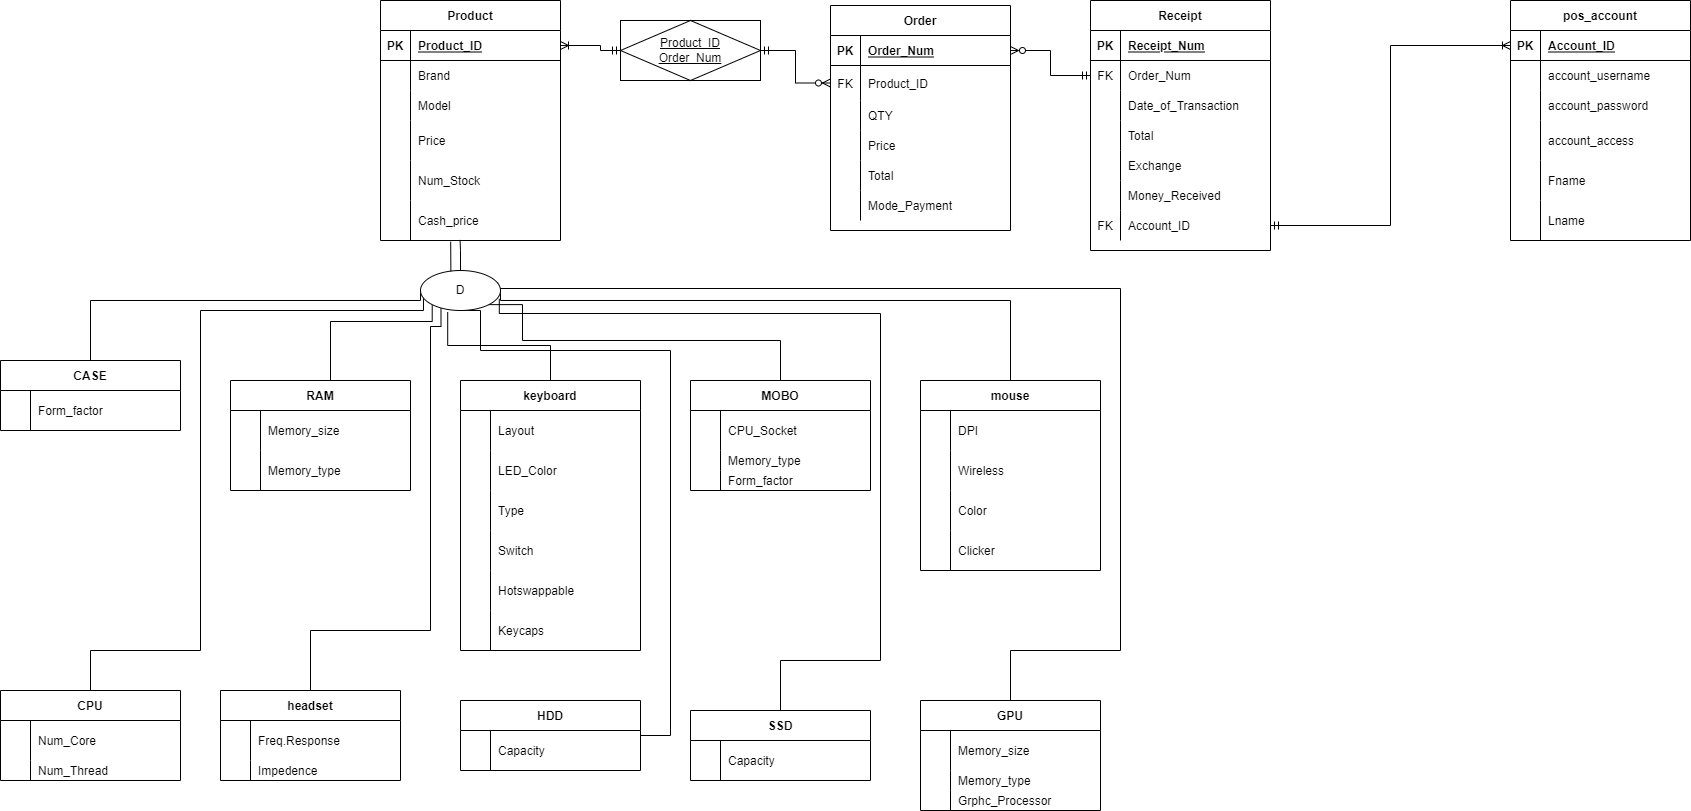 Product
PK Product_ID
Brand
Model
Price
Num_Stock
Cash_price
Product_ID
Order_Num
Order
PK Order_Num
FK Product_ID
QTY
Price
Total
Mode_Payment
Receipt
PK Receipt_Num
FK Order_Num
Date_of_Transaction
Total
Exchange
Money_Received
FK Account_ID
pos_account
PK Account_ID
account_username
account_password
account_access
Fname
Lname
D
CASE
Form_factor
RAM
Memory_size
Memory_type
keyboard
Layout
LED_Color
Type
Switch
Hotswappable
Keycaps
MOBO
CPU_Socket
Memory_type
Form_factor
mouse
DPI
Wireless
Color
Clicker
CPU
Num_Core
Num_Thread
headset
Freq.Response
Impedence
HDD
Capacity
SSD
Capacity
GPU
Memory_size
Memory_type
Grphc_Processor